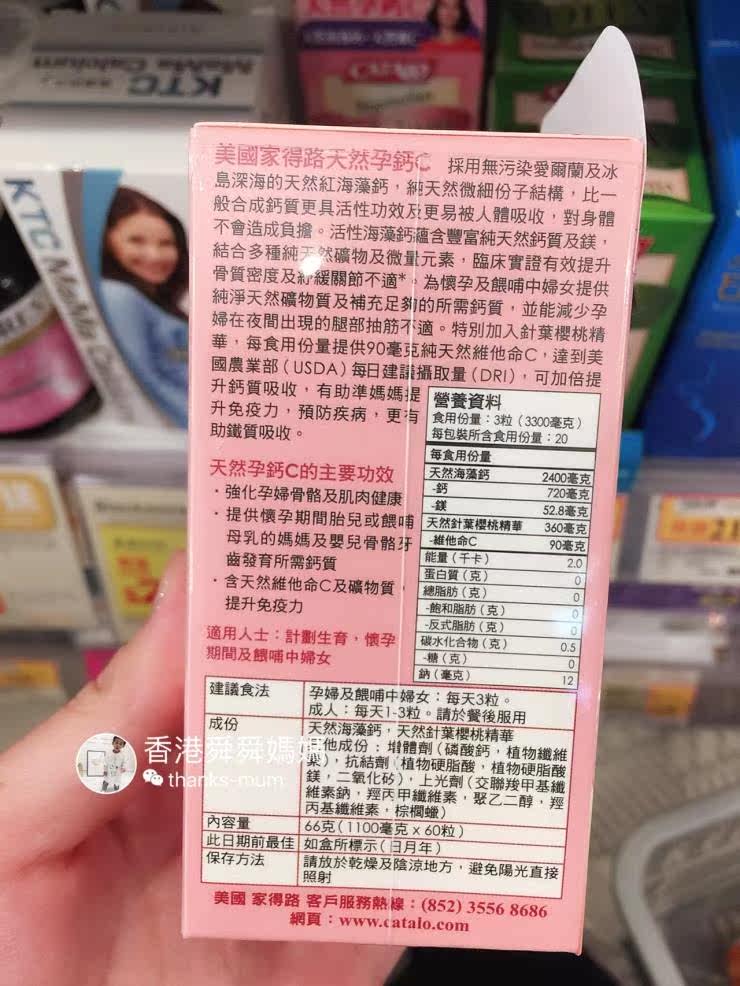 KTC
MaMa Calcium
CATALO
KTC MaMa Ca
美國家得路天然孕鈣C 採用無污染愛爾蘭及冰
島深海的天然紅海藻鈣，純天然微細份子結構，比一
般合成鈣質更具活性功效及更易被人體吸收，對身體
不會造成負擔。活性海藻鈣蘊含豐富純天然鈣質及鎂，
結合多種純天然礦物及微量元素，臨床實證有效提升
骨質密度及紓緩關節不適*。為懷孕及餵哺中婦女提供
純淨天然礦物質及補充足夠的所需鈣質，並能減少孕
婦在夜間出現的腿部抽筋不適。特別加入針葉櫻桃精
華，每食用份量提供90毫克純天然維他命C，達到美
國農業部（USDA）每日建議攝取量（DRI），可加倍提
升鈣質吸收，有助準媽媽提
升免疫力，預防疾病，更有
助鐵質吸收。
天然孕鈣C的主要功效
·強化孕婦骨骼及肌肉健康
·提供懷孕期間胎兒或餵哺
母乳的媽媽及嬰兒骨骼牙
齒發育所需鈣質
·含天然維他命C及礦物質，
提升免疫力
適用人士：計劃生育，懷孕
期間及餵哺中婦女
營養資料
食用份量：3粒（3300毫克）
每包裝所含食用份量：20
每食用份量
天然海藻鈣 2400毫克
-鈣 720毫克
-鎂 52.8毫克
天然針葉櫻桃精華 360毫克
-維他命C 90毫克
能量（千卡） 2.0
蛋白質（克） 0
總脂肪（克） 0
-飽和脂肪（克） 0
-反式脂肪（克） 0
碳水化合物（克） 0.5
-糖（克） 0
鈉（毫克） 12
建議食法 孕婦及餵哺中婦女：每天3粒。
成人：每天1-3粒。請於餐後服用
成份 天然海藻鈣，天然針葉櫻桃精華
其他成份：增體劑（磷酸鈣，植物纖維
素），抗結劑（植物硬脂酸，植物硬脂酸
鎂，二氧化矽），上光劑（交聯羧甲基纖
維素鈉，羥丙甲纖維素，聚乙二醇，羥
丙基纖維素，棕櫚蠟）
內容量 66克（1100毫克 x 60粒）
此日期前最佳 如盒所標示（日月年）
保存方法 請放於乾燥及陰涼地方，避免陽光直接
照射
美國 家得路 客戶服務熱線：(852) 3556 8686
網頁：www.catalo.com
香港舜舜媽媽
thanks-mum